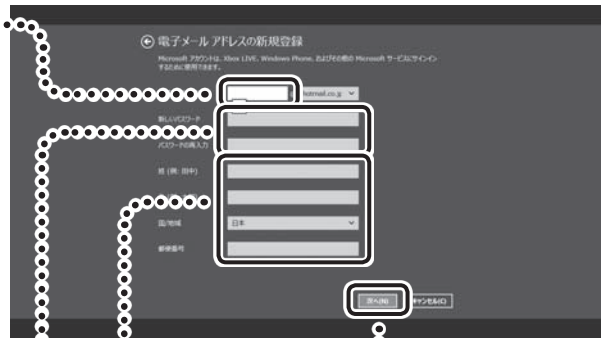 電子メール アドレスの新規登録
Microsoft アカウントは、Xbox LIVE、Windows Phone、およびその他の Microsoft サービスにサインイン
するために使用できます。
hotmail.co.jp
新しいパスワード
パスワードの再入力
姓 (例: 田中)
国/地域
日本
郵便番号
次へ(N)
キャンセル(C)